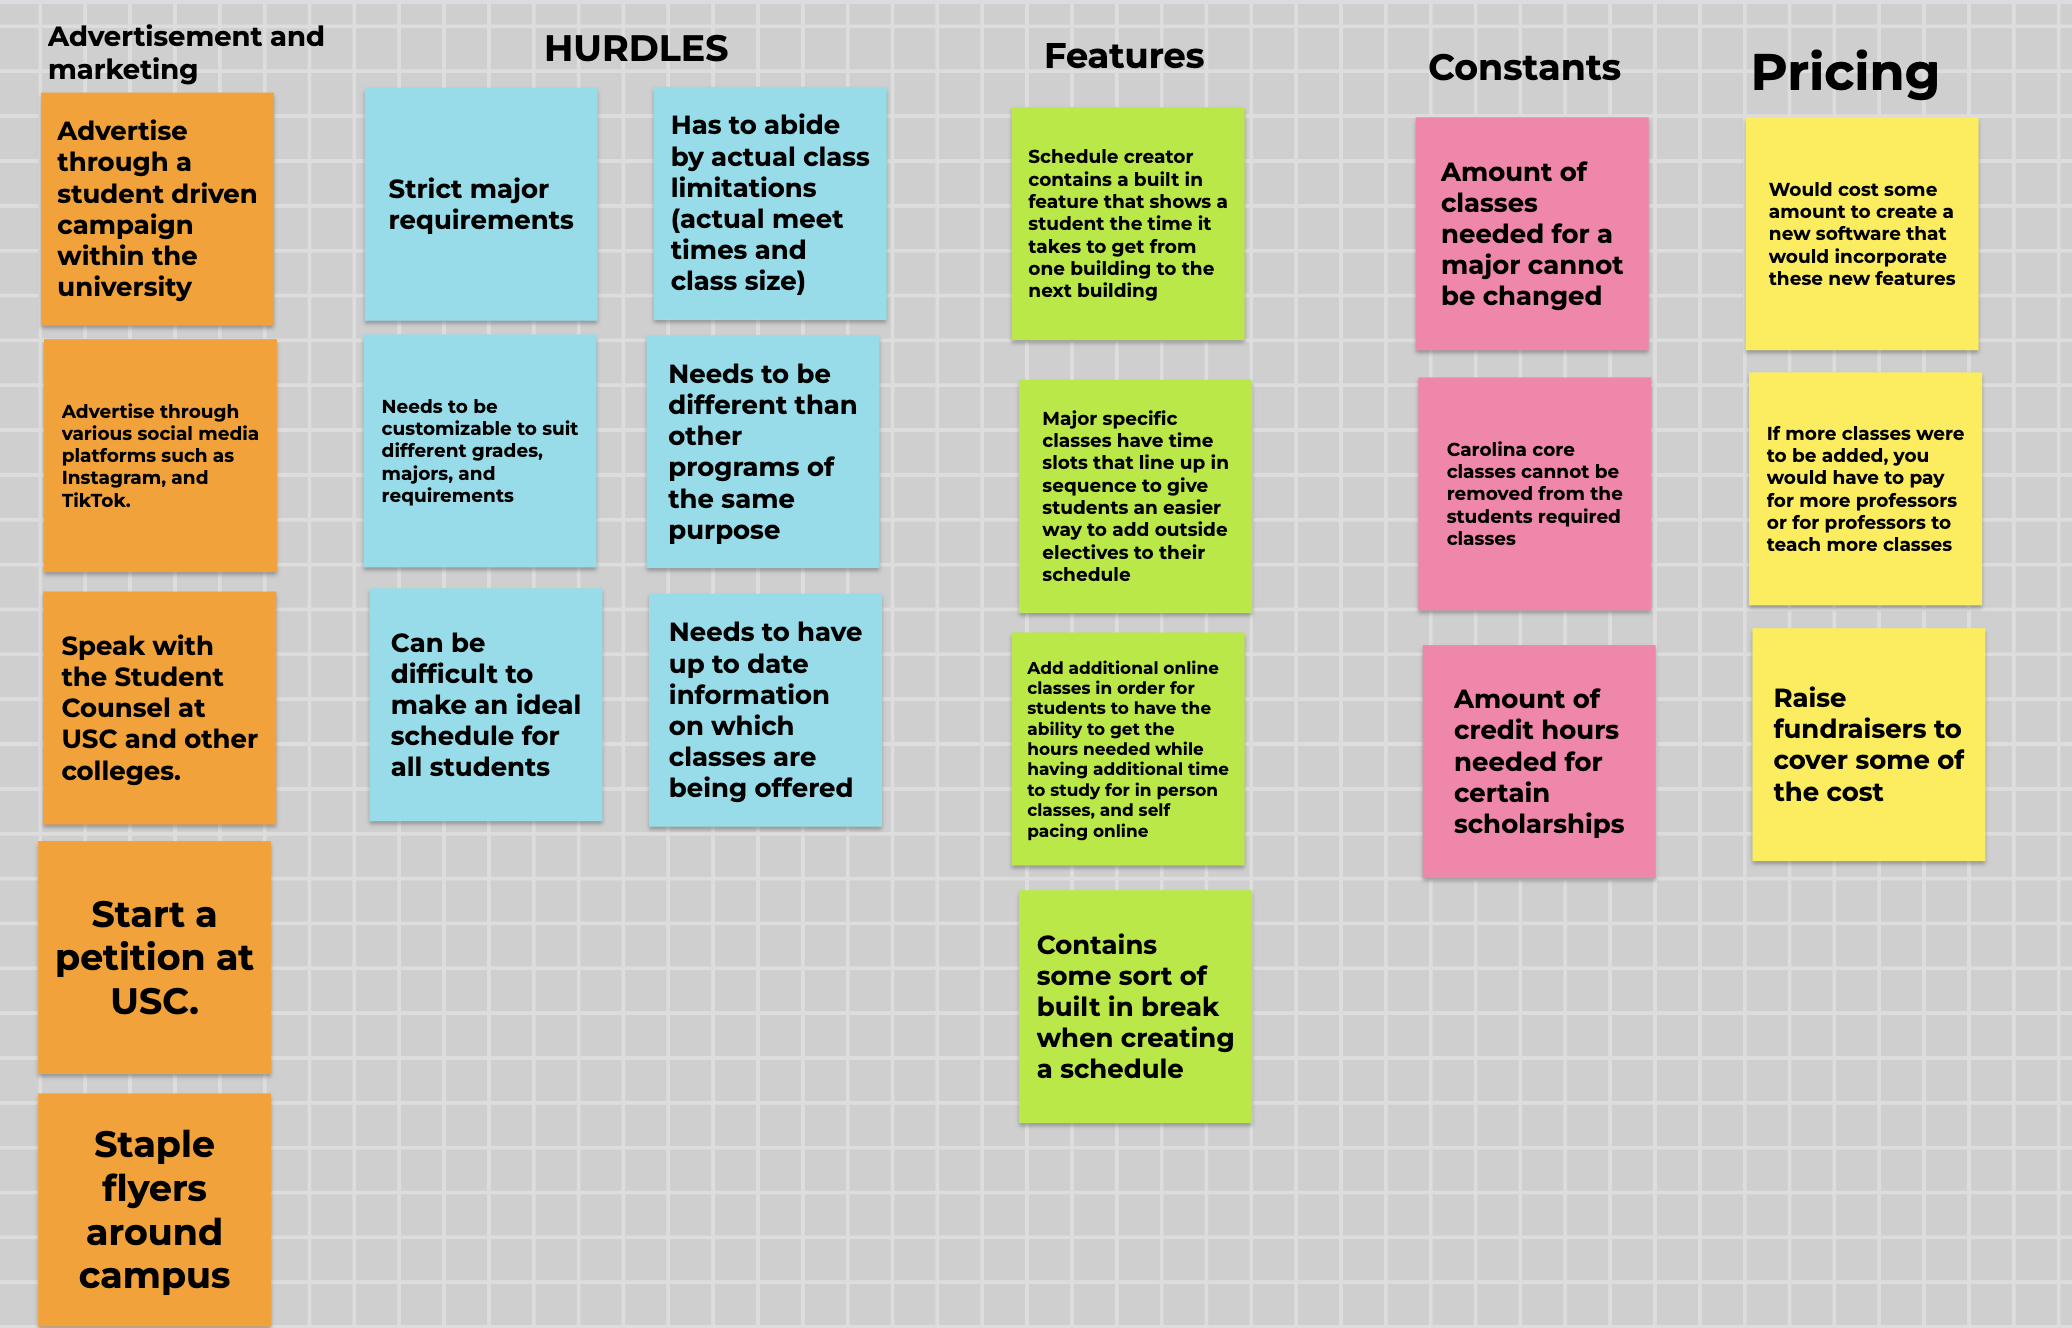 Advertisement and
marketing
Advertise
through a
student driven
campaign
within the
university
Advertise through
various social media
platforms such as
Instagram, and
TikTok.
Speak with
the Student
Counsel at
USC and other
colleges.
Start a
petition at
USC.
Staple
flyers
around
campus
HURDLES
Strict major
requirements
Has to abide
by actual class
limitations
(actual meet
times and
class size)
Needs to be
customizable to suit
different grades,
majors, and
requirements
Needs to be
different than
other
programs of
the same
purpose
Can be
difficult to
make an ideal
schedule for
all students
Needs to have
up to date
information
on which
classes are
being offered
Features
Schedule creator
contains a built in
feature that shows a
student the time it
takes to get from
one building to the
next building
Major specific
classes have time
slots that line up in
sequence to give
students an easier
way to add outside
electives to their
schedule
Add additional online
classes in order for
students to have the
ability to get the
hours needed while
having additional time
to study for in person
classes, and self
pacing online
Contains
some sort of
built in break
when creating
a schedule
Constants
Amount of
classes
needed for a
major cannot
be changed
Carolina core
classes cannot be
removed from the
students required
classes
Amount of
credit hours
needed for
certain
scholarships
Pricing
Would cost some
amount to create a
new software that
would incorporate
these new features
If more classes were
to be added, you
would have to pay
for more professors
or for professors to
teach more classes
Raise
fundraisers to
cover some of
the cost